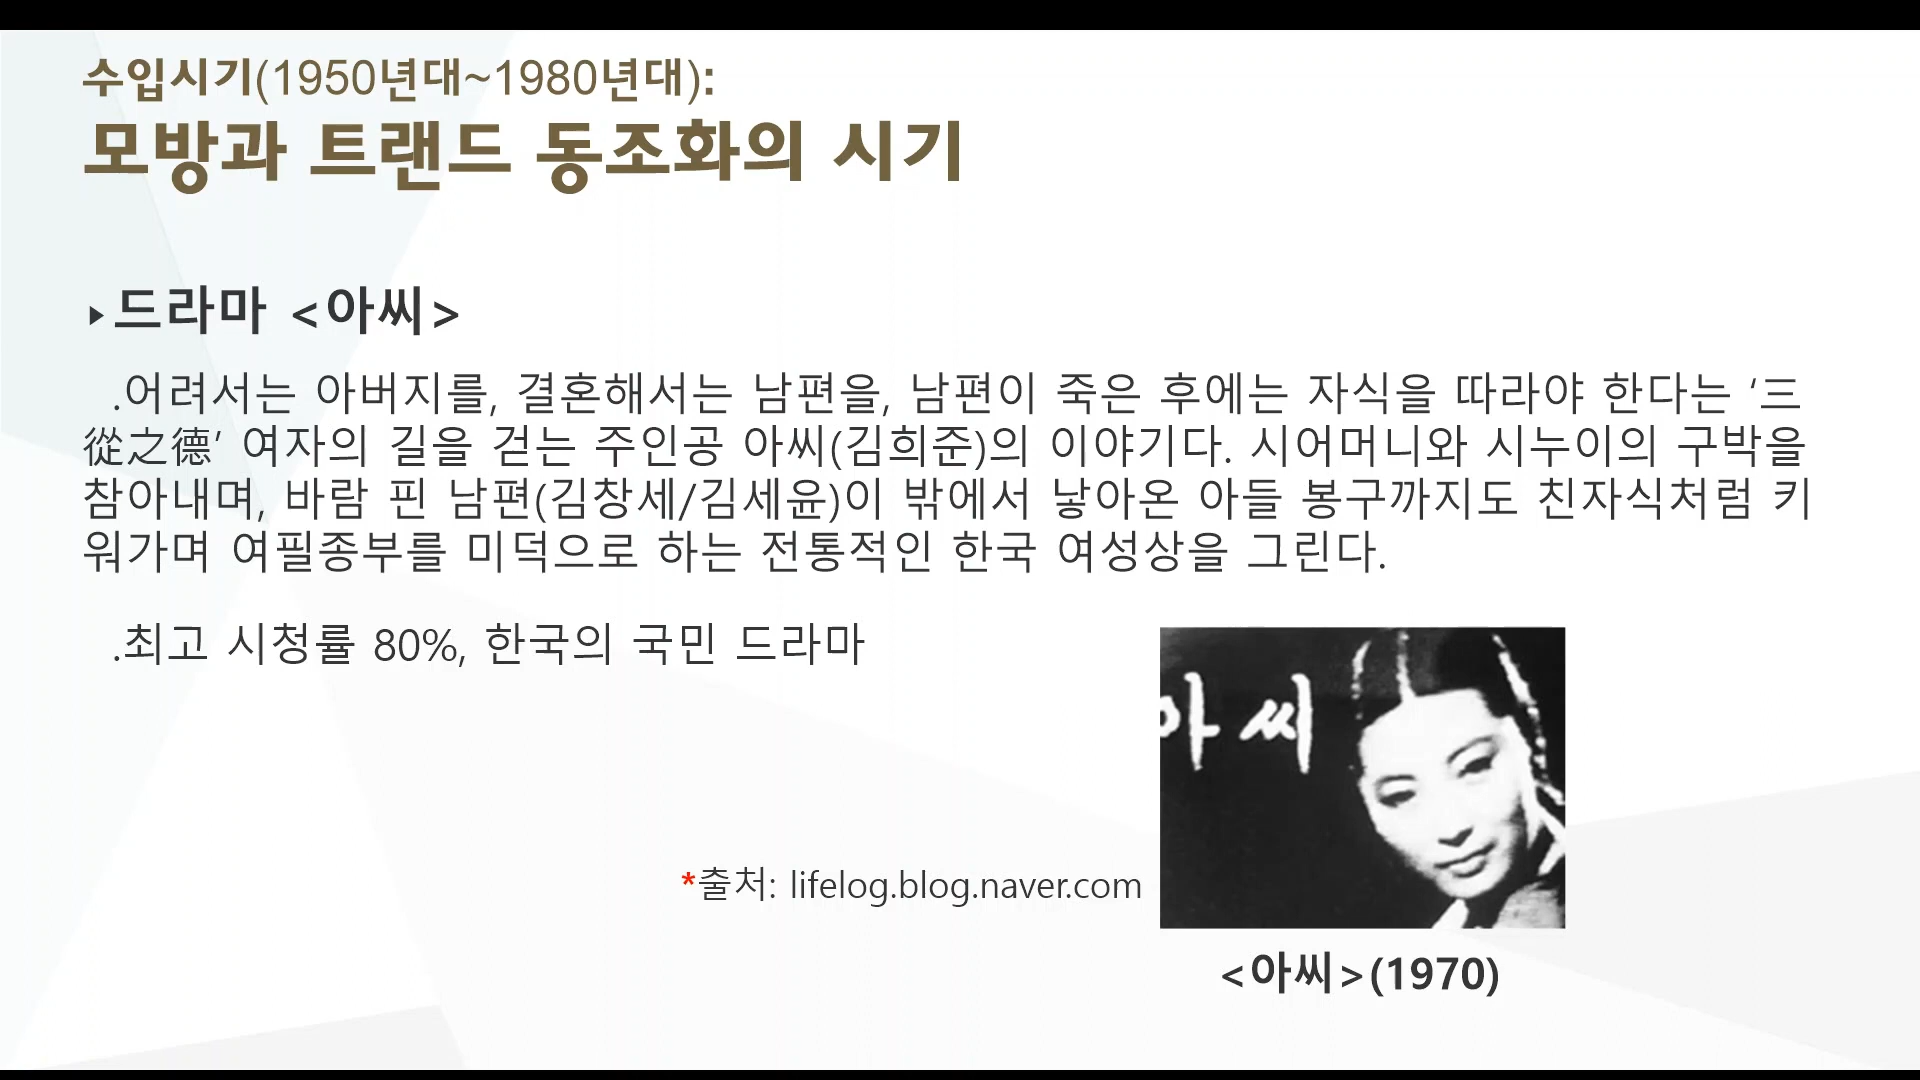 수입시기(1950년대~1980년대):
모방과 트랜드 동조화의 시기
▸드라마 <아씨>
.어려서는 아버지를, 결혼해서는 남편을, 남편이 죽은 후에는 자식을 따라야 한다는 ‘三
從之德’ 여자의 길을 걷는 주인공 아씨(김희준)의 이야기다. 시어머니와 시누이의 구박을
참아내며, 바람 핀 남편(김창세/김세윤)이 밖에서 낳아온 아들 봉구까지도 친자식처럼 키
워가며 여필종부를 미덕으로 하는 전통적인 한국 여성상을 그린다.
.최고 시청률 80%, 한국의 국민 드라마
아씨
*출처: lifelog.blog.naver.com
<아씨>(1970)